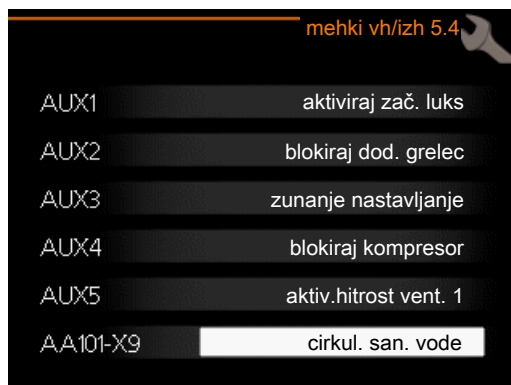 mehki vh/izh 5.4
AUX1 aktiviraj zač. luks
AUX2 blokiraj dod. grelec
AUX3 zunanje nastavljanje
AUX4 blokiraj kompresor
AUX5 aktiv.hitrost vent. 1
AA101-X9 cirkul. san. vode